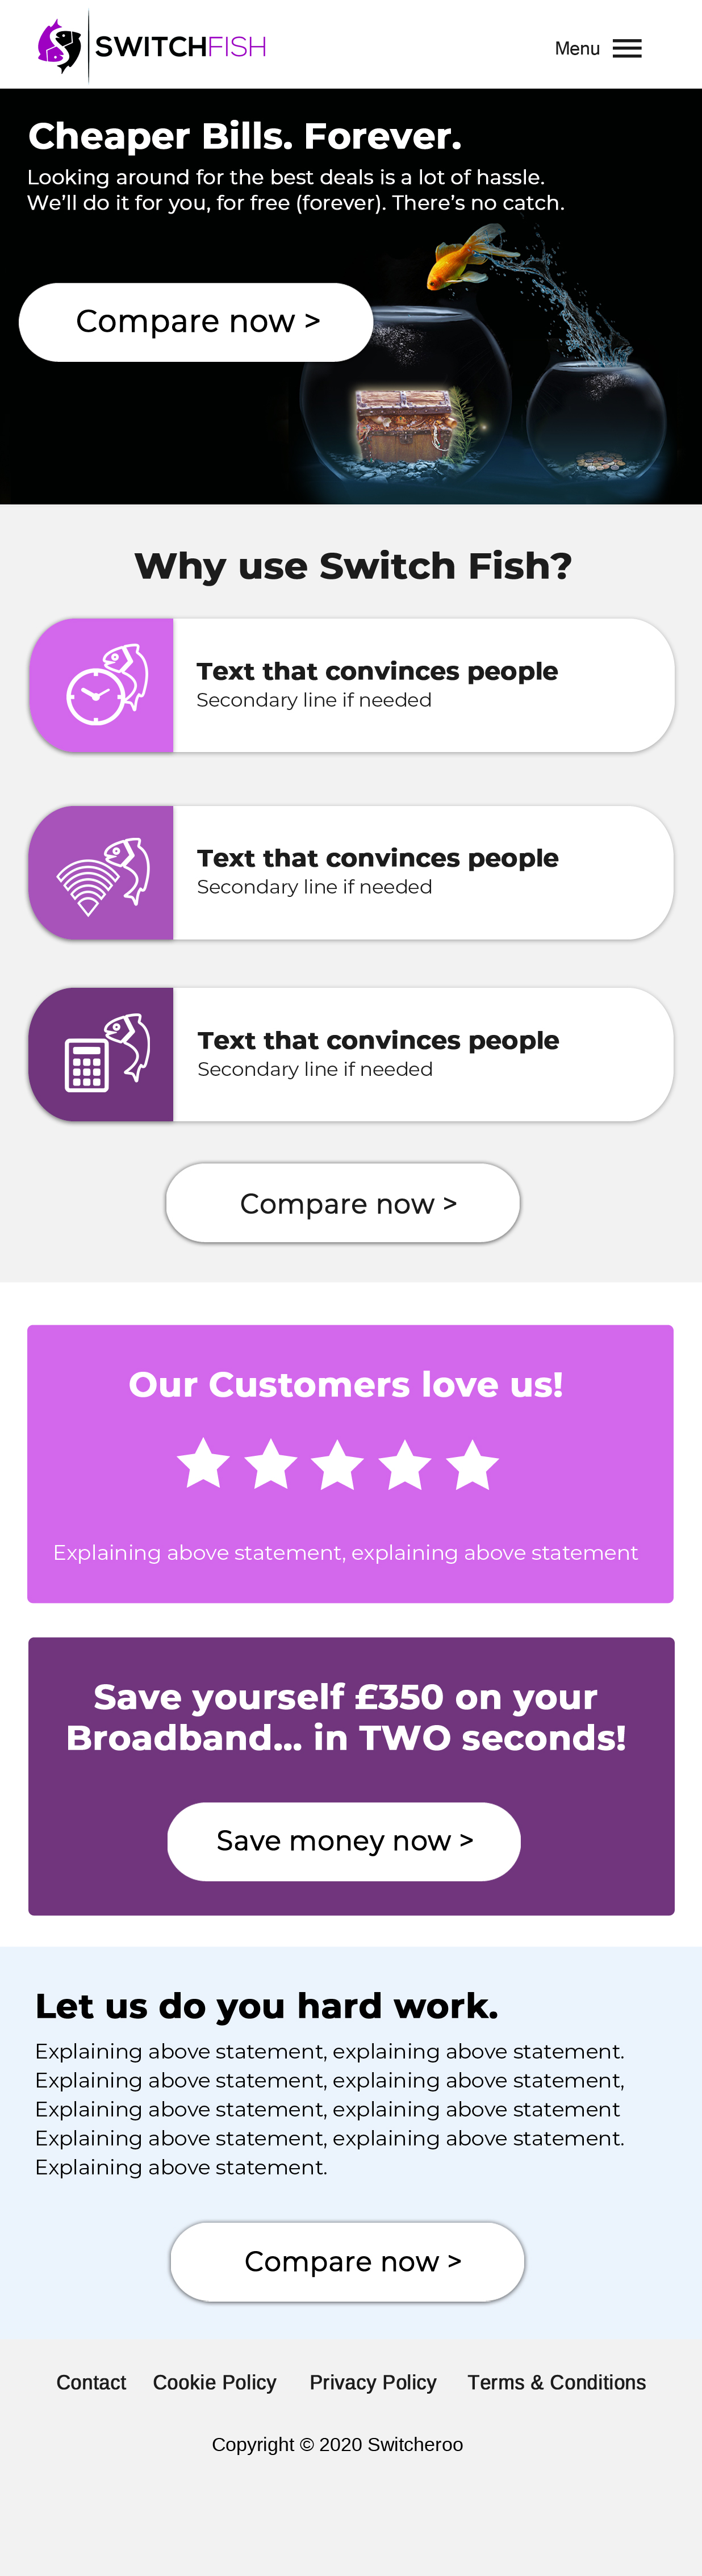 SWITCHFISH
Menu
Cheaper Bills. Forever.
Looking around for the best deals is a lot of hassle.
We'll do it for you, for free (forever). There's no catch.
Compare now >
Why use Switch Fish?
Text that convinces people
Secondary line if needed
Text that convinces people
Secondary line if needed
Text that convinces people
Secondary line if needed
Compare now >
Our Customers love us!
Explaining above statement, explaining above statement
Save yourself £350 on your
Broadband... in TWO seconds!
Save money now >
Let us do you hard work.
Explaining above statement, explaining above statement.
Explaining above statement, explaining above statement,
Explaining above statement, explaining above statement
Explaining above statement, explaining above statement.
Explaining above statement.
Compare now >
Contact Cookie Policy Privacy Policy Terms & Conditions
Copyright © 2020 Switcheroo